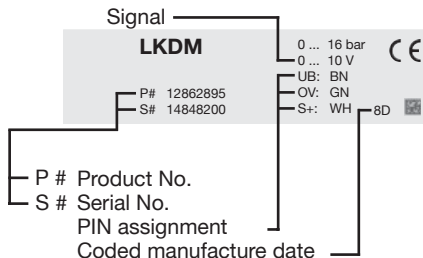 Signal
LKDM
0 ... 16 bar
0 ... 10 V
CE
UB: BN
OV: GN
P# 12862895
S# 14848200
S+: WH
8D
P # Product No.
S # Serial No.
PIN assignment
Coded manufacture date